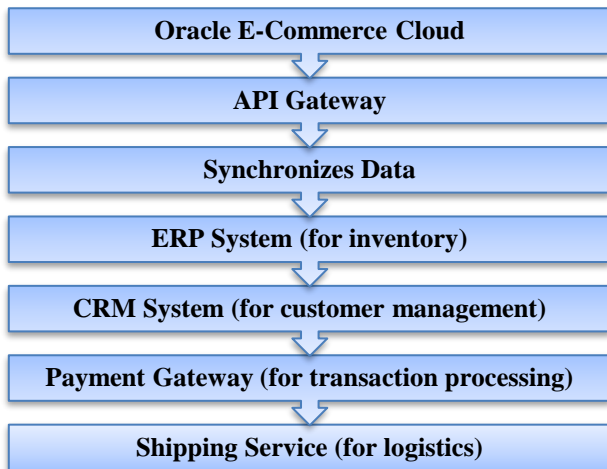 Oracle E-Commerce Cloud
API Gateway
Synchronizes Data
ERP System (for inventory)
CRM System (for customer management)
Payment Gateway (for transaction processing)
Shipping Service (for logistics)